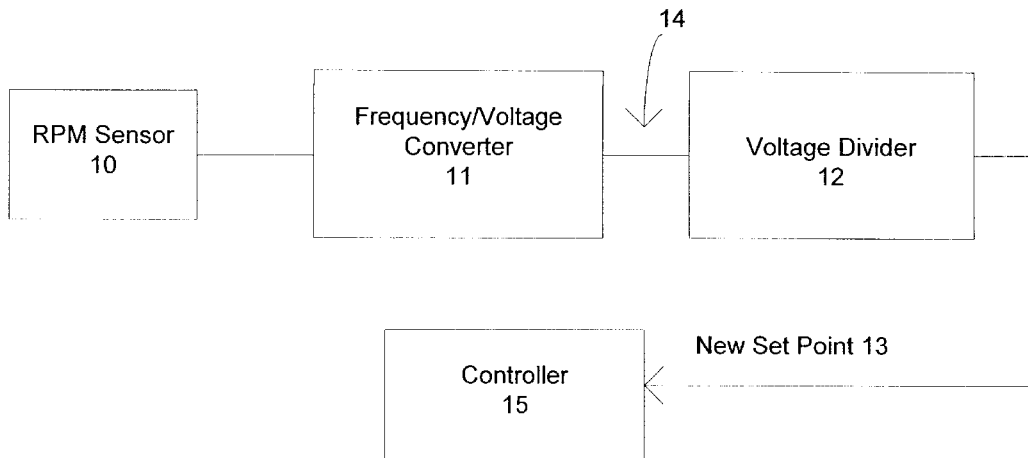 14
RPM Sensor
10
Frequency/Voltage
Converter
11
Voltage Divider
12
New Set Point 13
Controller
15